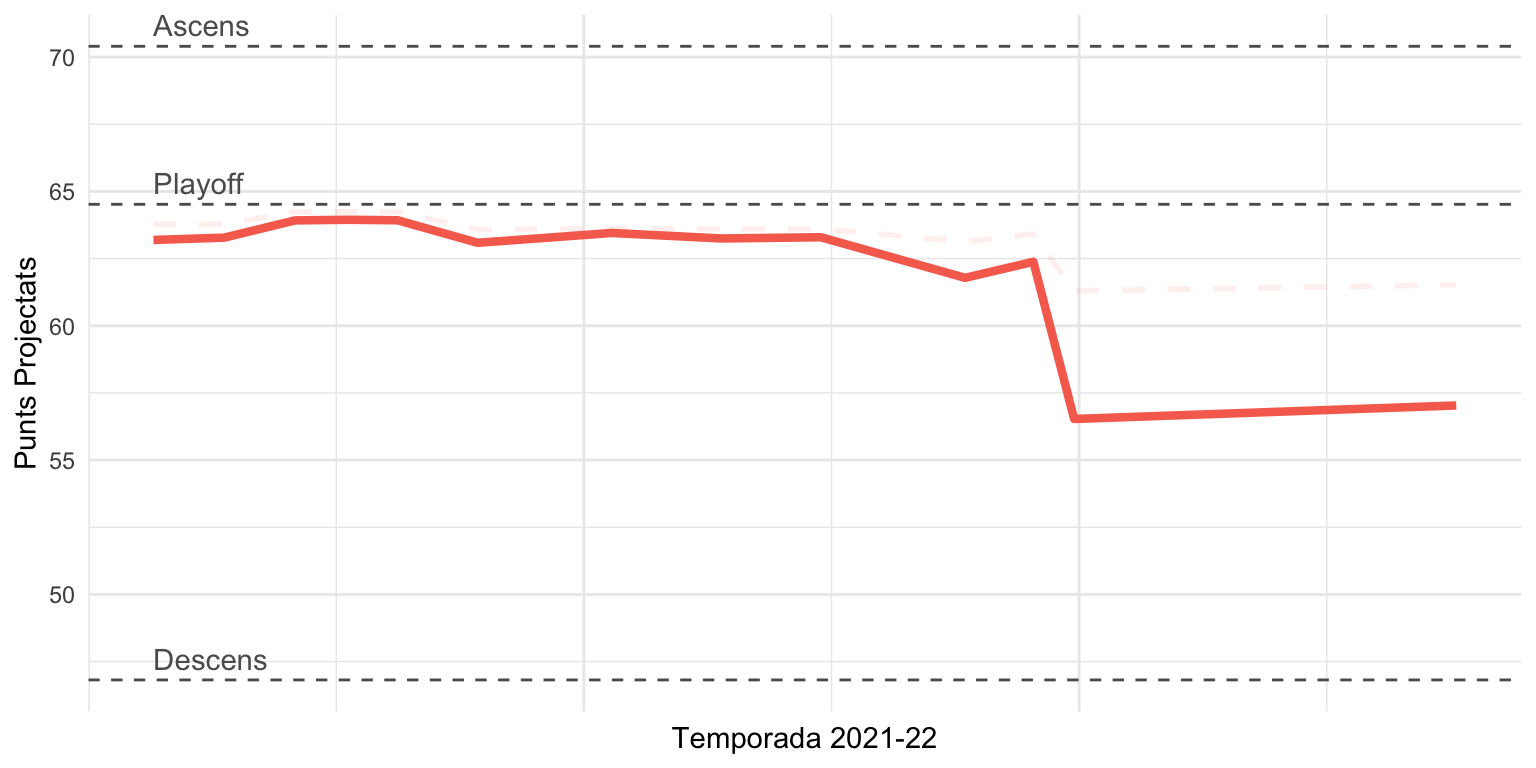 Ascens
70
Playoff
65
60
55
50
Descens
Punts Projectats
Temporada 2021-22